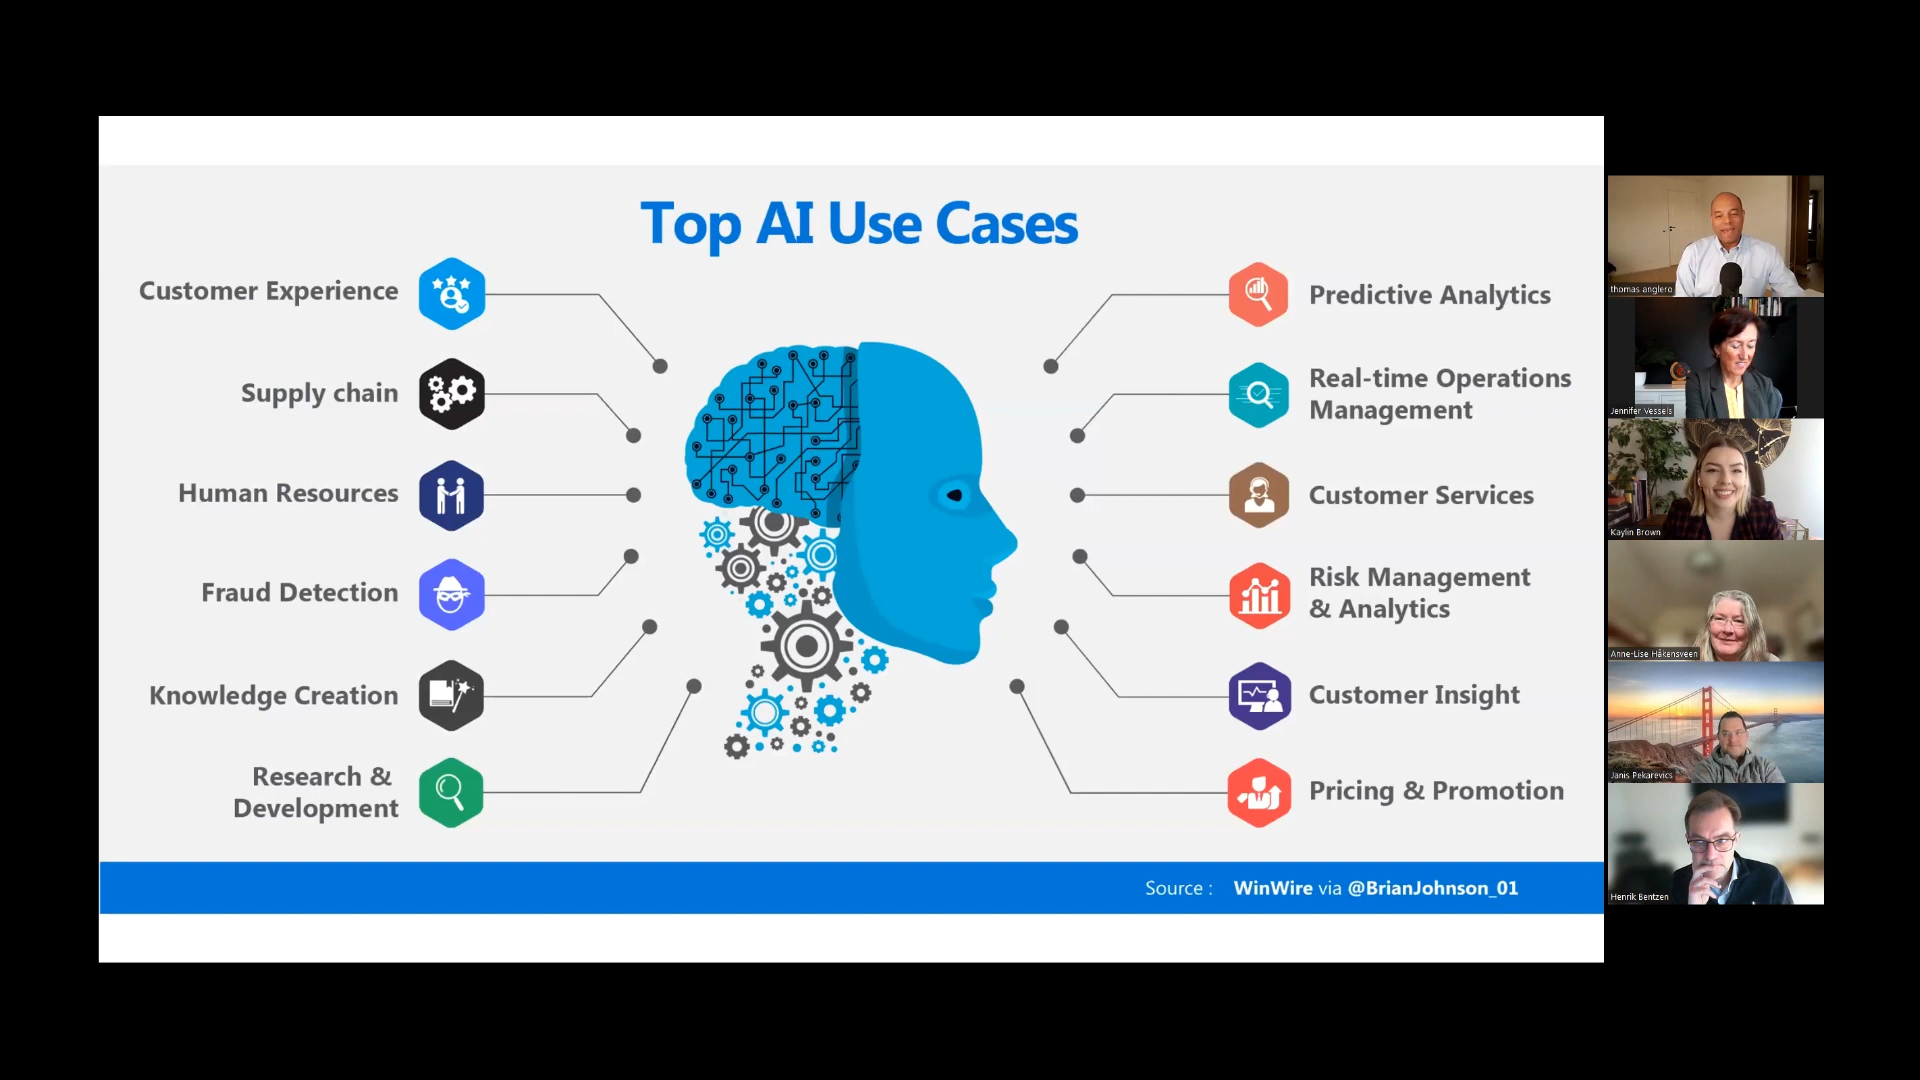 Top AI Use Cases
Customer Experience
Supply chain
Human Resources
Fraud Detection
Knowledge Creation
Research &
Development
Predictive Analytics
Real-time Operations
Management
Customer Services
Risk Management
& Analytics
Customer Insight
Pricing & Promotion
Source : WinWire via @BrianJohnson_01
thomas anglero
Jennifer Vessels
Kaylin Brown
Anne-Lise Håkensveen
Janis Pekarevics
Henrik Bentzen